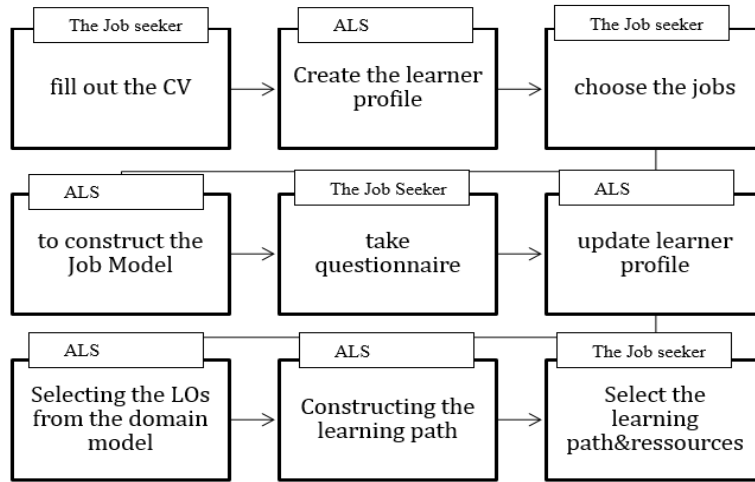 The Job seeker
fill out the CV
ALS
Create the learner
profile
The Job seeker
choose the jobs
ALS
to construct the
Job Model
The Job Seeker
take
questionnaire
ALS
update learner
profile
ALS
Selecting the LOs
from the domain
model
ALS
Constructing the
learning path
The Job seeker
Select the
learning
path&ressources